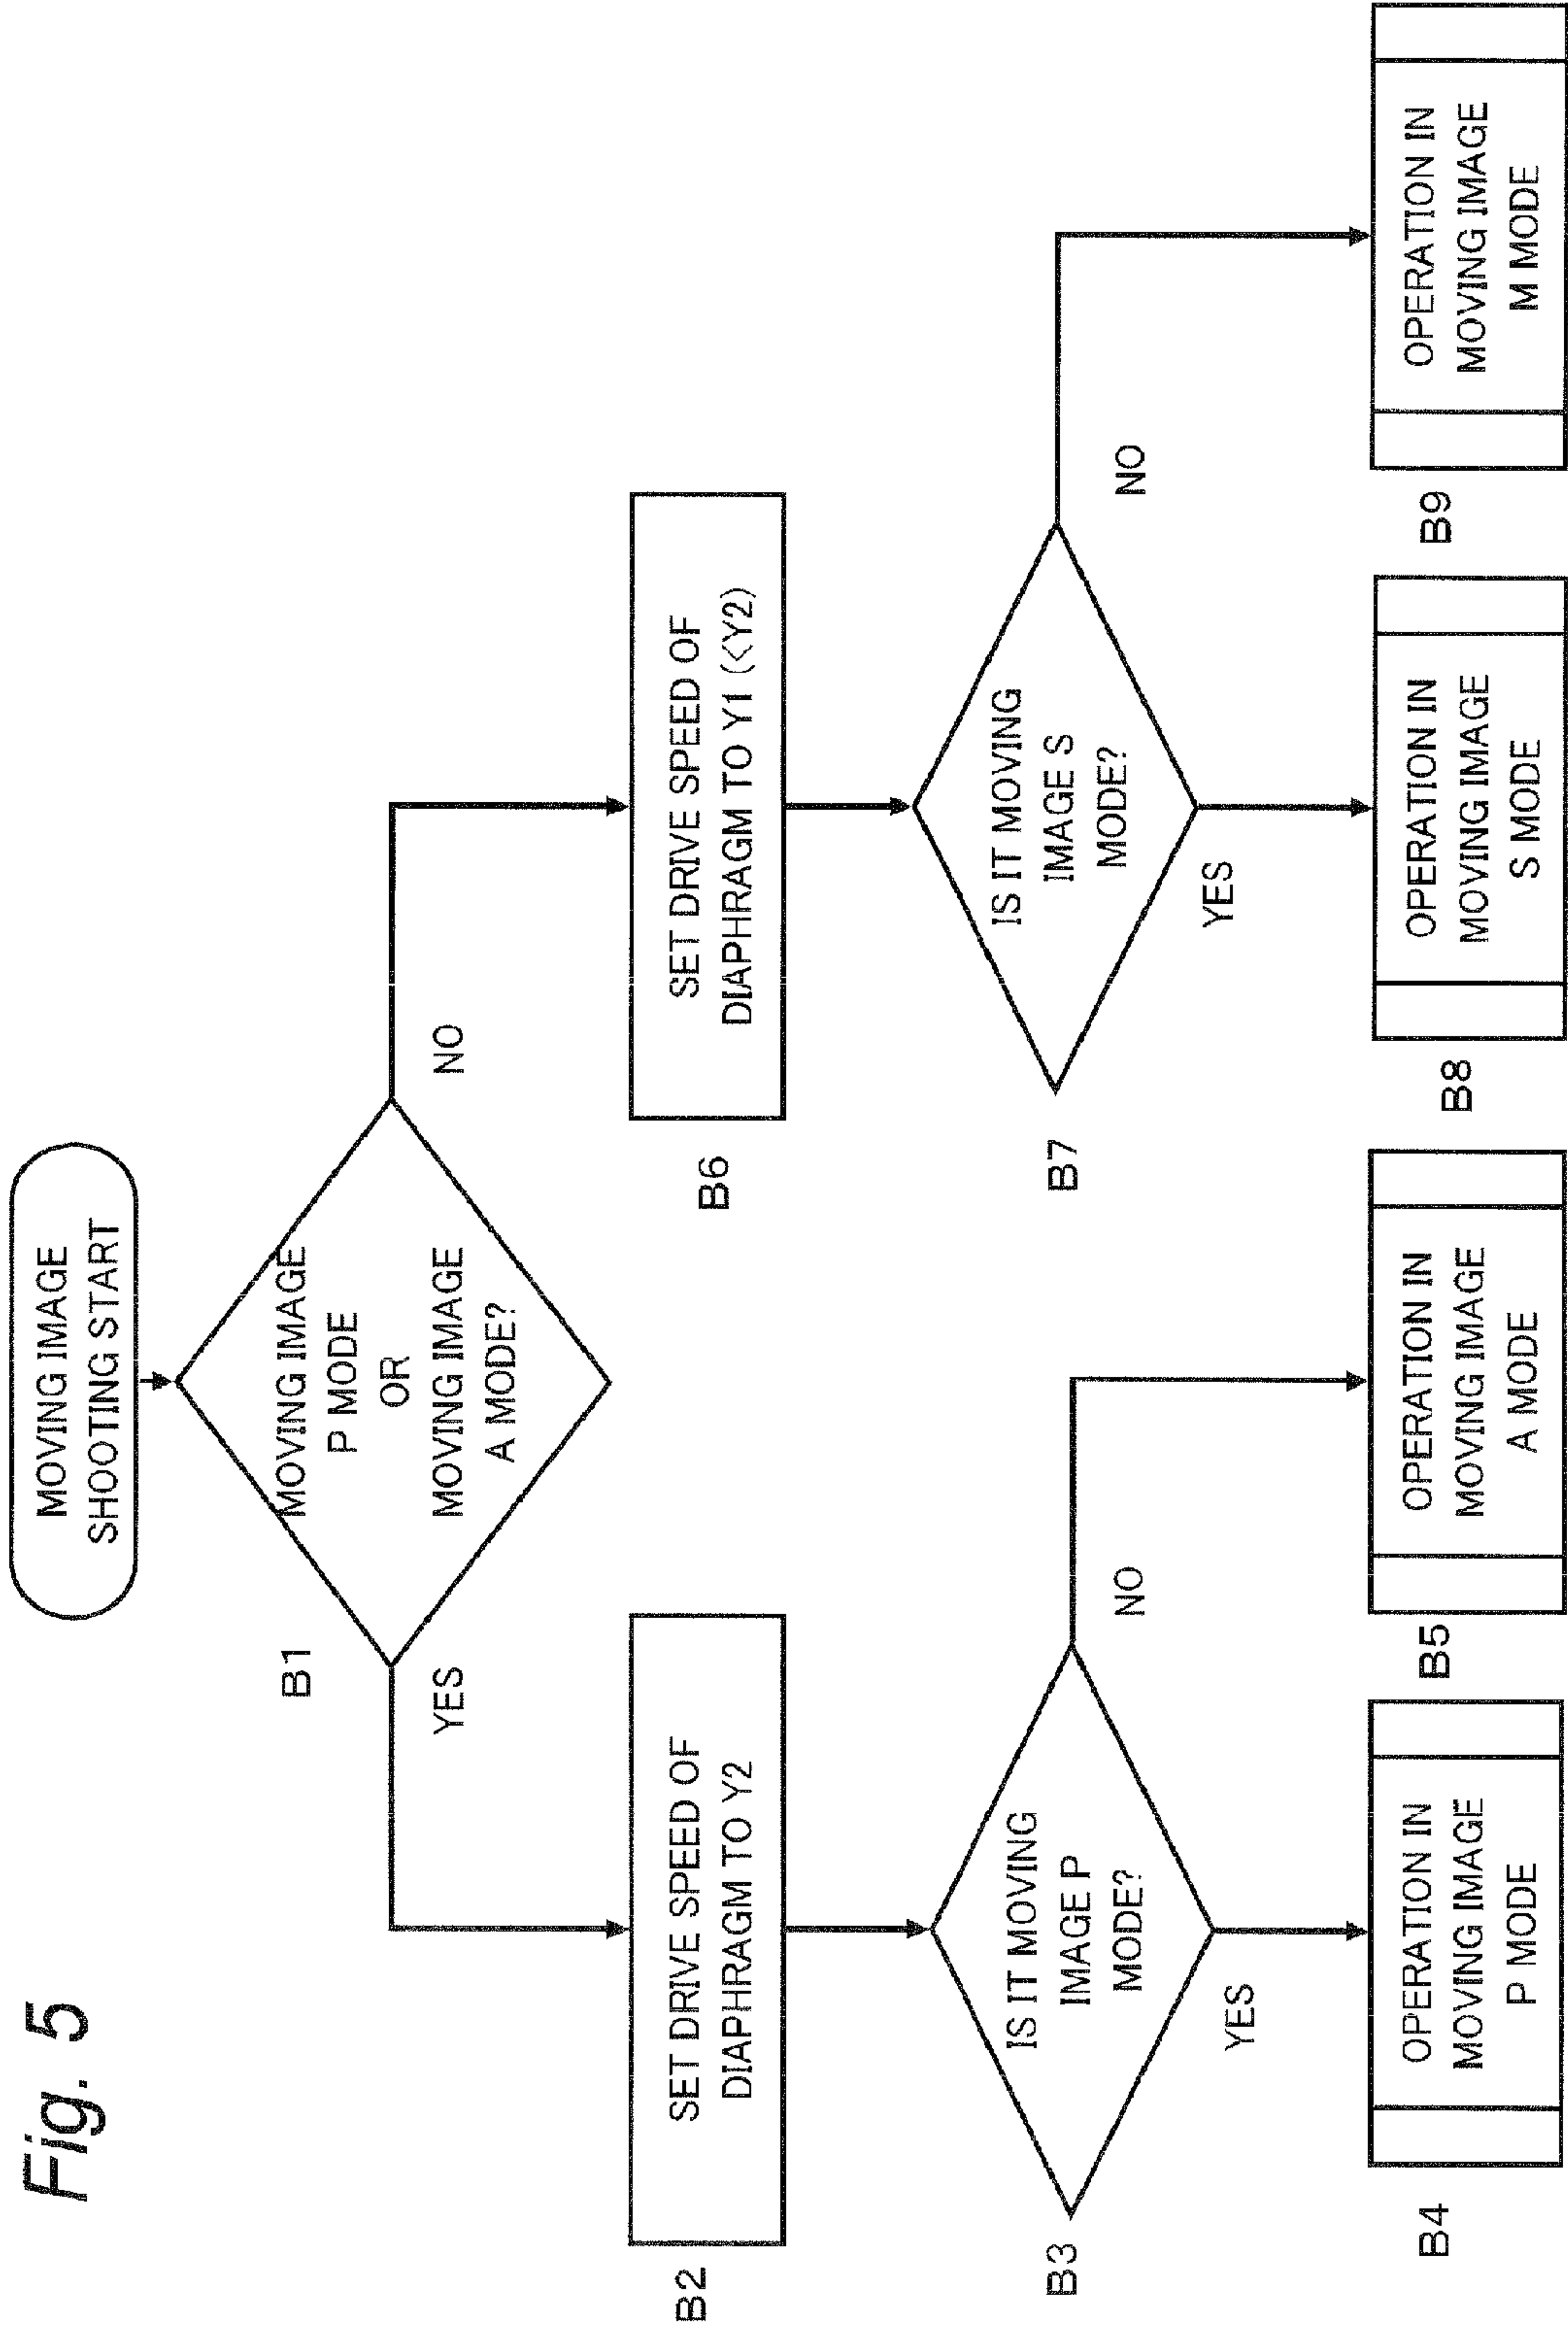 Fig. 5
MOVING IMAGE
SHOOTING START
B1
MOVING IMAGE
P MODE
OR
MOVING IMAGE
A MODE?
YES
NO
B2
SET DRIVE SPEED OF
DIAPHRAGM TO Y2
B6
SET DRIVE SPEED OF
DIAPHRAGM TO Y1 (<Y2)
B3
IS IT MOVING
IMAGE P
MODE?
NO
YES
B7
IS IT MOVING
IMAGE S
MODE?
NO
YES
B4
OPERATION IN
MOVING IMAGE
P MODE
B5
OPERATION IN
MOVING IMAGE
A MODE
B8
OPERATION IN
MOVING IMAGE
S MODE
B9
OPERATION IN
MOVING IMAGE
M MODE